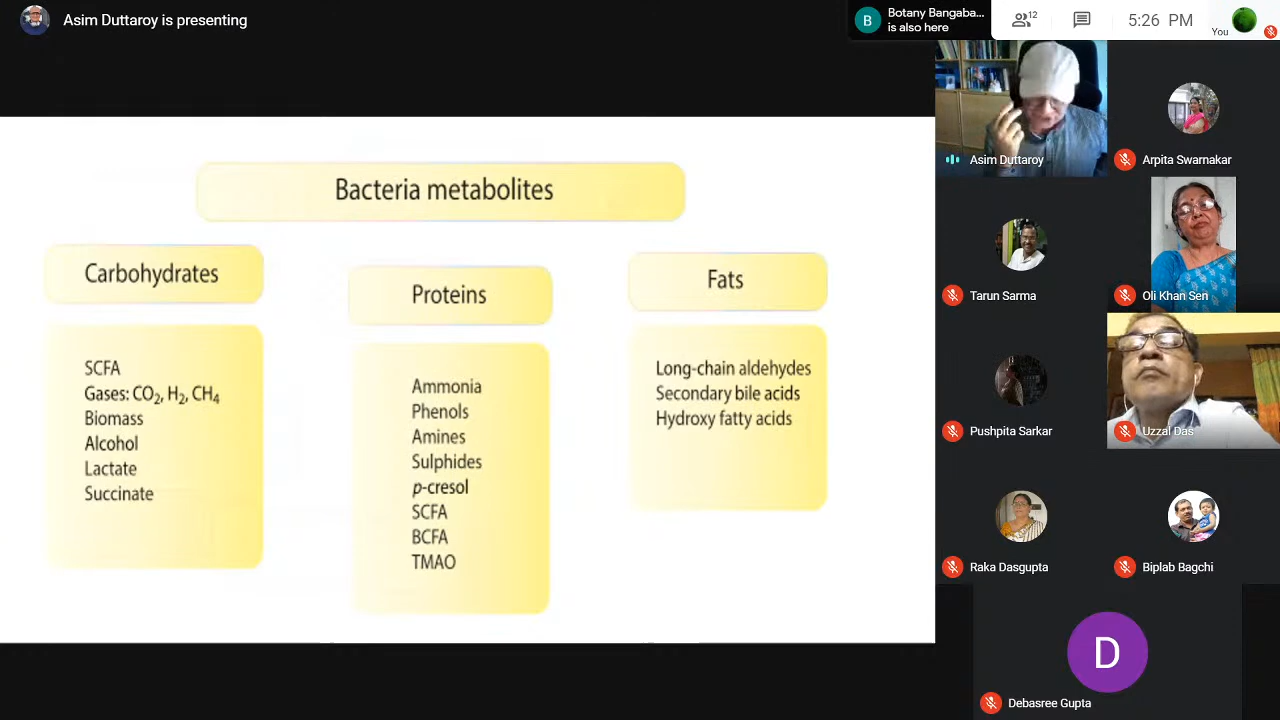 Asim Duttaroy is presenting
B
Botany Bangaba...
is also here
12
5:26 PM
You
Bacteria metabolites
Carbohydrates
SCFA
Gases: CO₂, H₂, CH₄
Biomass
Alcohol
Lactate
Succinate
Proteins
Ammonia
Phenols
Amines
Sulphides
p-cresol
SCFA
BCFA
TMAO
Fats
Long-chain aldehydes
Secondary bile acids
Hydroxy fatty acids
Asim Duttaroy
Arpita Swarnakar
Tarun Sarma
Oli Khan Sen
Pushpita Sarkar
Uzzal Das
Raka Dasgupta
Biplab Bagchi
D
Debasree Gupta